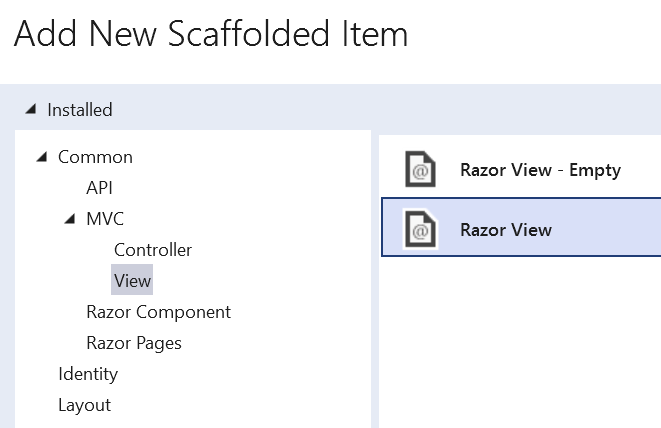 Add New Scaffolded Item
Installed
Common
API
MVC
Controller
View
Razor Component
Razor Pages
Identity
Layout
@ Razor View - Empty
@ Razor View